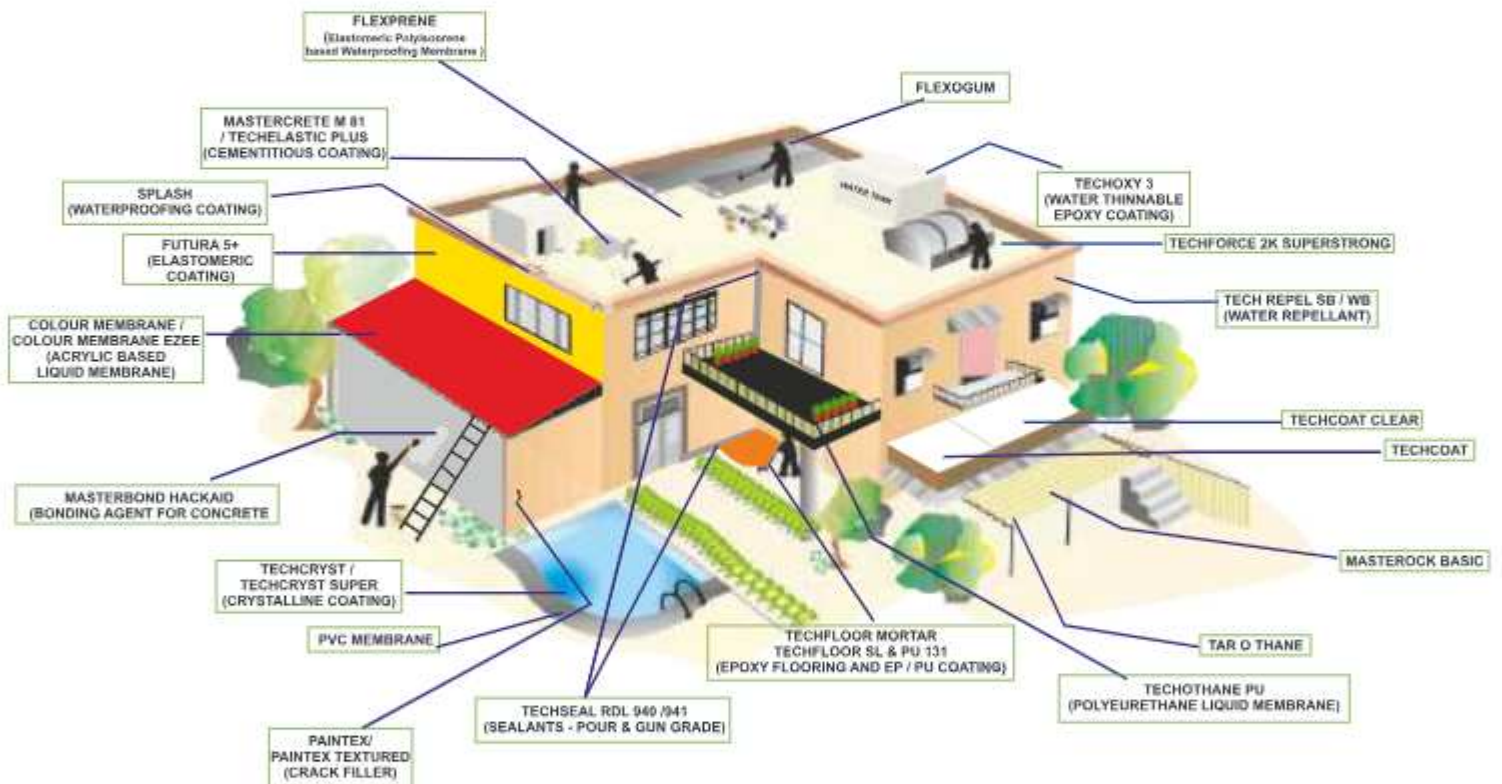 FLEXPRENE
(Elastomeric Polyisoprene
based Waterproofing Membrane )
FLEXOGUM
MASTERCRETE M 81
/ TECHELASTIC PLUS
(CEMENTITIOUS COATING)
WATER TANK
TECHOXY 3
(WATER THINNABLE
EPOXY COATING)
SPLASH
(WATERPROOFING COATING)
FUTURA 5+
(ELASTOMERIC
COATING)
TECHFORCE 2K SUPERSTRONG
TECH REPEL SB / WB
(WATER REPELLANT)
COLOUR MEMBRANE /
COLOUR MEMBRANE EZEE
(ACRYLIC BASED
LIQUID MEMBRANE)
TECHCOAT CLEAR
TECHCOAT
MASTERBOND HACKAID
(BONDING AGENT FOR CONCRETE
MASTEROCK BASIC
TECHCRYST /
TECHCRYST SUPER
(CRYSTALLINE COATING)
PVC MEMBRANE
TECHFLOOR MORTAR
TECHFLOOR SL & PU 131
(EPOXY FLOORING AND EP / PU COATING)
TAR O THANE
TECHOTHANE PU
(POLYEURETHANE LIQUID MEMBRANE)
TECHSEAL RDL 940 /941
(SEALANTS - POUR & GUN GRADE)
PAINTEX/
PAINTEX TEXTURED
(CRACK FILLER)